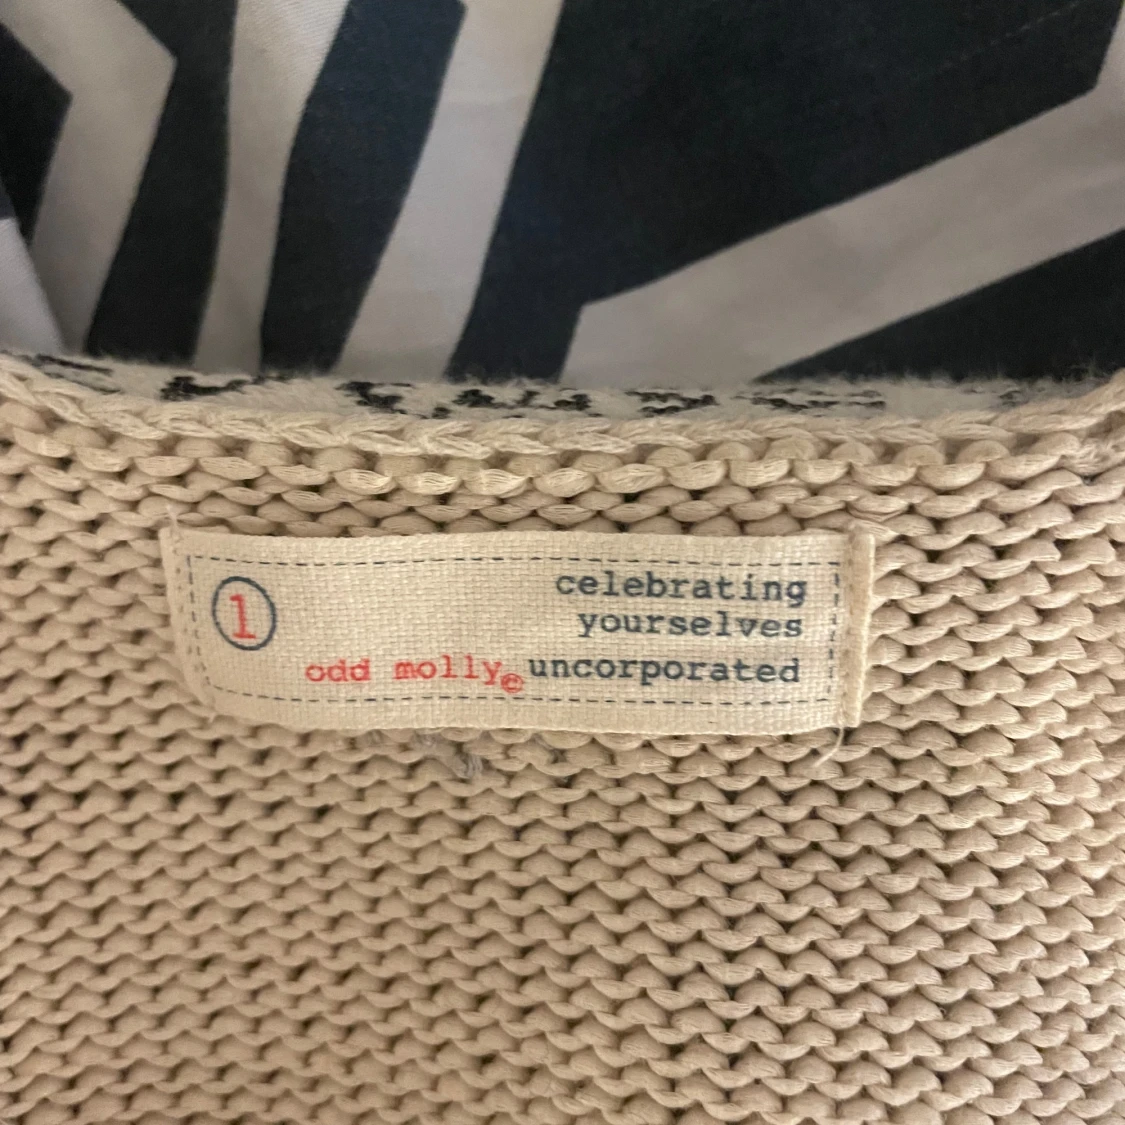 1
celebrating
yourselves
odd molly© uncorporated